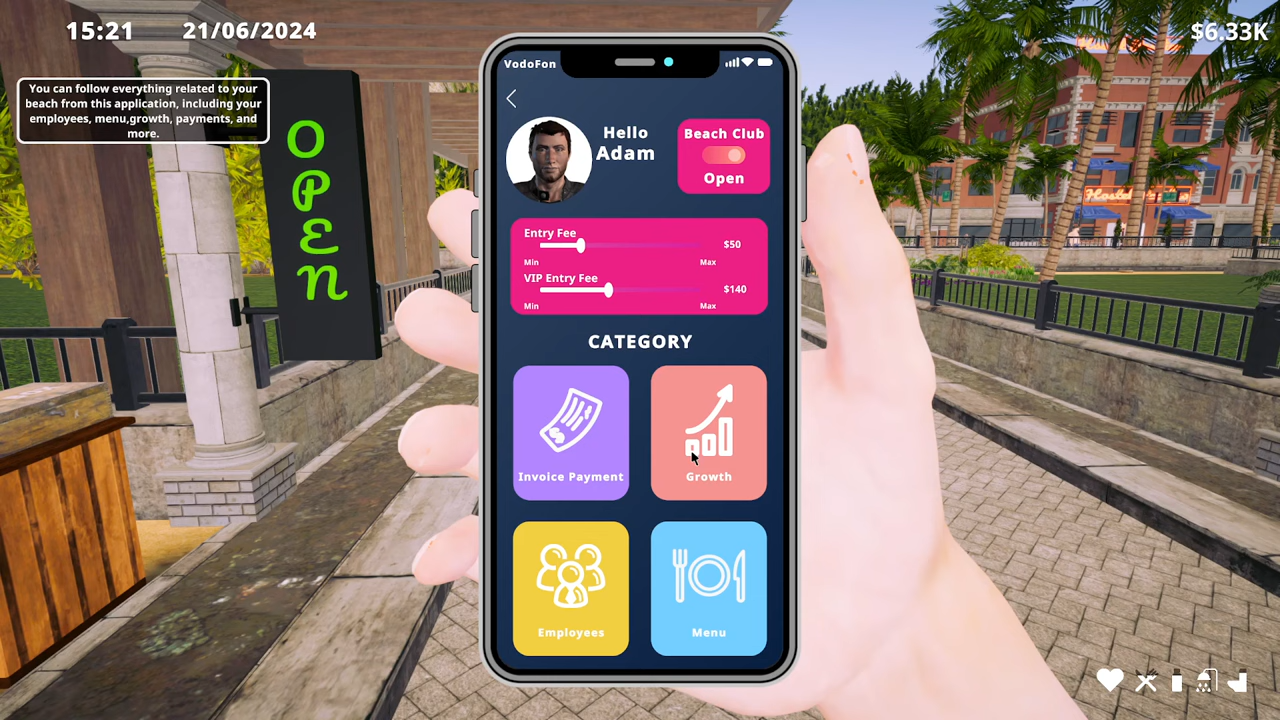 15:21
21/06/2024
$6.33K
You can follow everything related to your
beach from this application, including your
employees, menu,growth, payments, and
more.
OPEN
VodoFon
Hello
Adam
Beach Club
Open
Entry Fee
$50
Min
Max
VIP Entry Fee
$140
Min
Max
CATEGORY
Invoice Payment
Growth
Employees
Menu